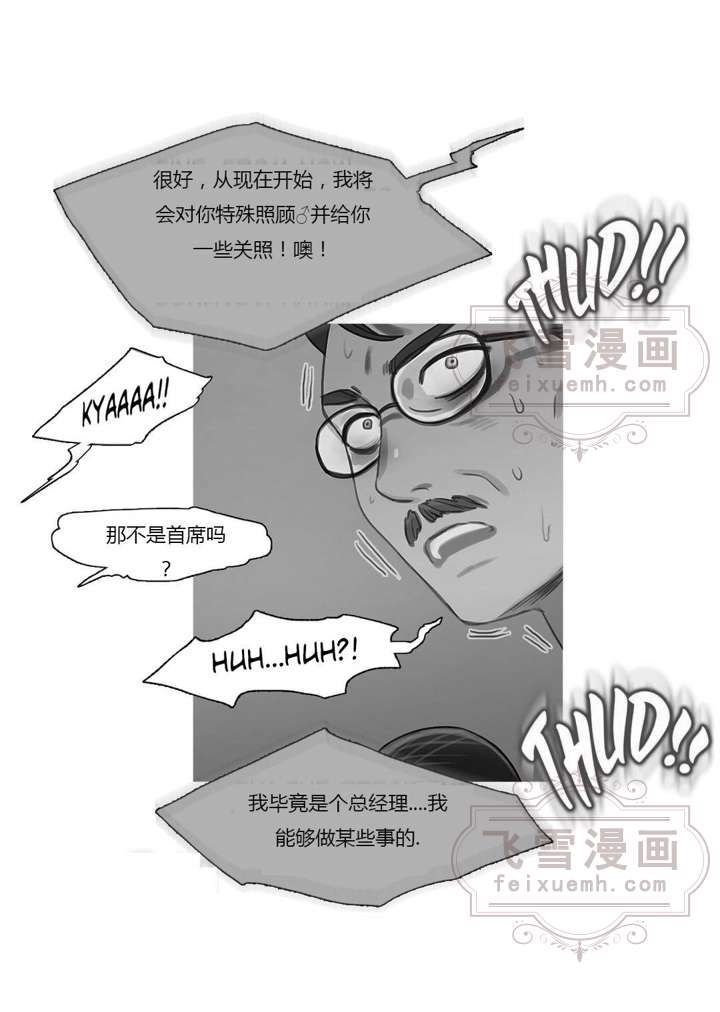 很好，从现在开始，我将
会对你特殊照顾♂并给你
一些关照！噢！
THUD!!
飞雪漫画
feixuemh.com
KYAAAA!!
那不是首席吗
?
HUH...HUH?!
THUD!!
我毕竟是个总经理....我
能够做某些事的.
飞雪漫画
feixuemh.com